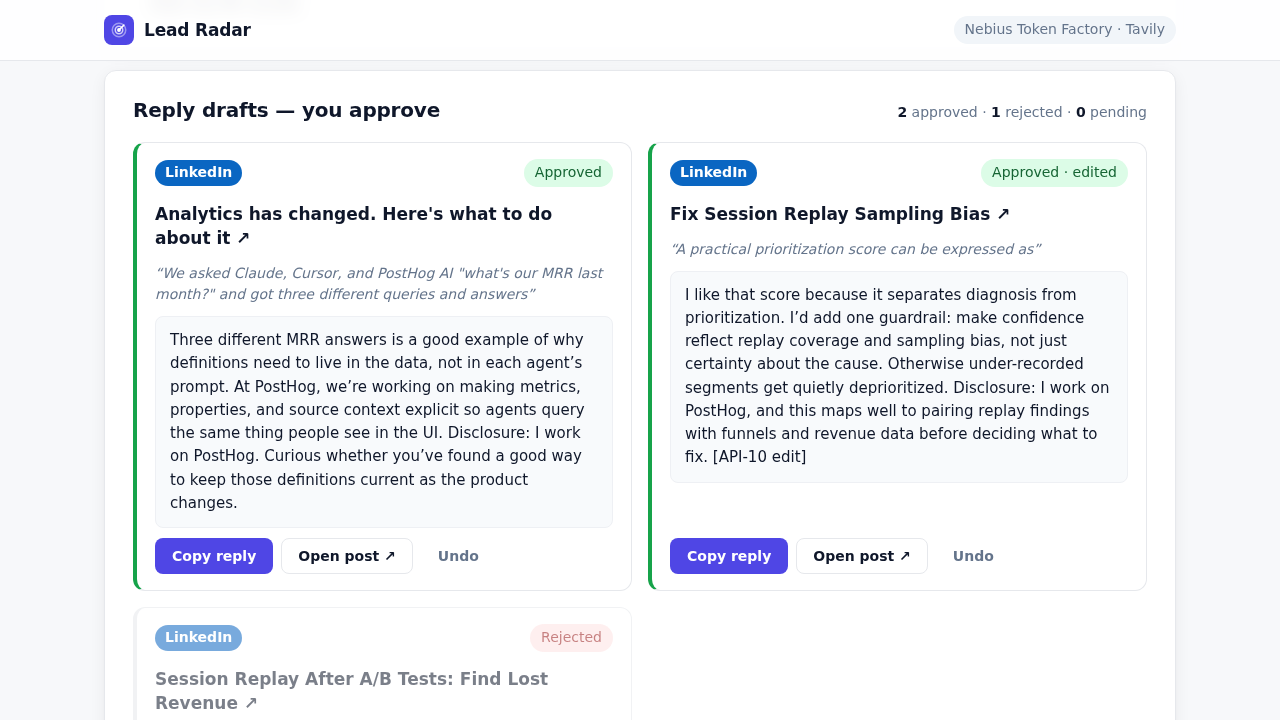 Lead Radar
Nebius Token Factory · Tavily
Reply drafts — you approve
2 approved · 1 rejected · 0 pending
LinkedIn
Approved
Analytics has changed. Here's what to do
about it ↗
“We asked Claude, Cursor, and PostHog AI "what's our MRR last
month?" and got three different queries and answers”
Three different MRR answers is a good example of why
definitions need to live in the data, not in each agent’s
prompt. At PostHog, we’re working on making metrics,
properties, and source context explicit so agents query
the same thing people see in the UI. Disclosure: I work
on PostHog. Curious whether you’ve found a good way
to keep those definitions current as the product
changes.
Copy reply
Open post ↗
Undo
LinkedIn
Approved · edited
Fix Session Replay Sampling Bias ↗
“A practical prioritization score can be expressed as”
I like that score because it separates diagnosis from
prioritization. I’d add one guardrail: make confidence
reflect replay coverage and sampling bias, not just
certainty about the cause. Otherwise under-recorded
segments get quietly deprioritized. Disclosure: I work on
PostHog, and this maps well to pairing replay findings
with funnels and revenue data before deciding what to
fix. [API-10 edit]
Copy reply
Open post ↗
Undo
LinkedIn
Rejected
Session Replay After A/B Tests: Find Lost
Revenue ↗